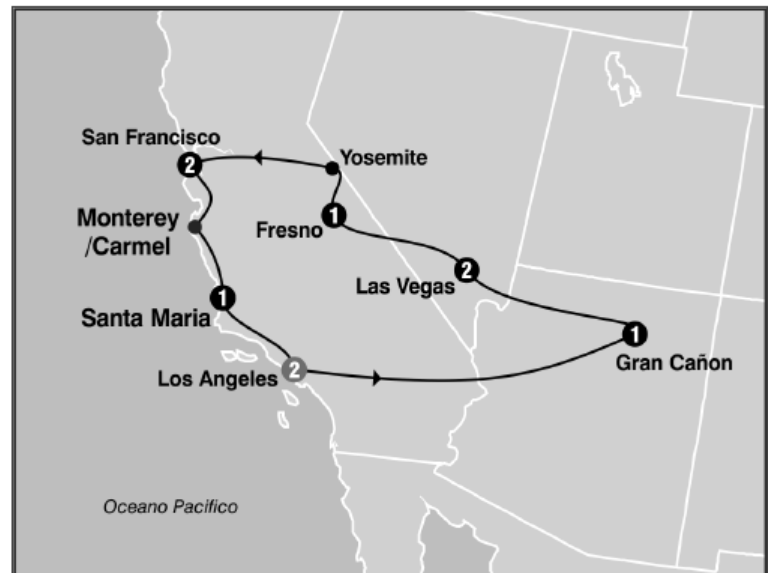 San Francisco
2
Yosemite
Monterey
/Carmel
Fresno
1
Las Vegas
2
Santa Maria
1
1
Gran Cañon
Los Angeles
2
Oceano Pacifico